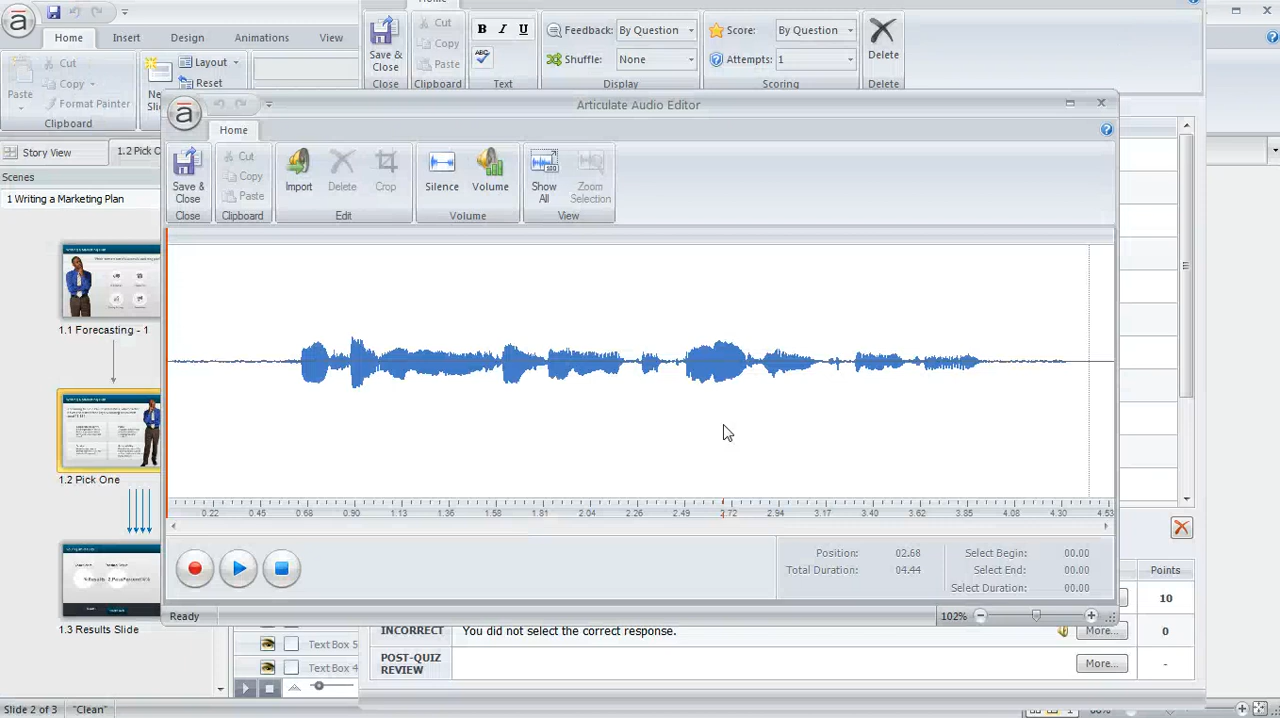 Home Insert Design Animations View
Paste
Cut
Copy
Format Painter
Clipboard
Layout
Reset
Home
Save & Close
Close
Cut
Copy
Paste
Clipboard
B I U
Text
Feedback: By Question
Shuffle: None
Display
Score: By Question
Attempts: 1
Scoring
Delete
Delete
Articulate Audio Editor
Home
Save & Close
Close
Cut
Copy
Paste
Clipboard
Import
Delete
Crop
Edit
Silence
Volume
Volume
Show All
Zoom Selection
View
Story View
1.2 Pick O
Scenes
1 Writing a Marketing Plan
1.1 Forecasting - 1
1.2 Pick One
1.3 Results Slide
0.22 0.45 0.68 0.90 1.13 1.36 1.58 1.81 2.04 2.26 2.49 2.72 2.94 3.17 3.40 3.62 3.85 4.08 4.30 4.53
Position: 02.68
Total Duration: 04.44
Select Begin: 00.00
Select End: 00.00
Select Duration: 00.00
Ready
102%
Points
10
INCORRECT You did not select the correct response. More... 0
POST-QUIZ REVIEW More... -
Text Box 5
Text Box 4
Slide 2 of 3 "Clean"